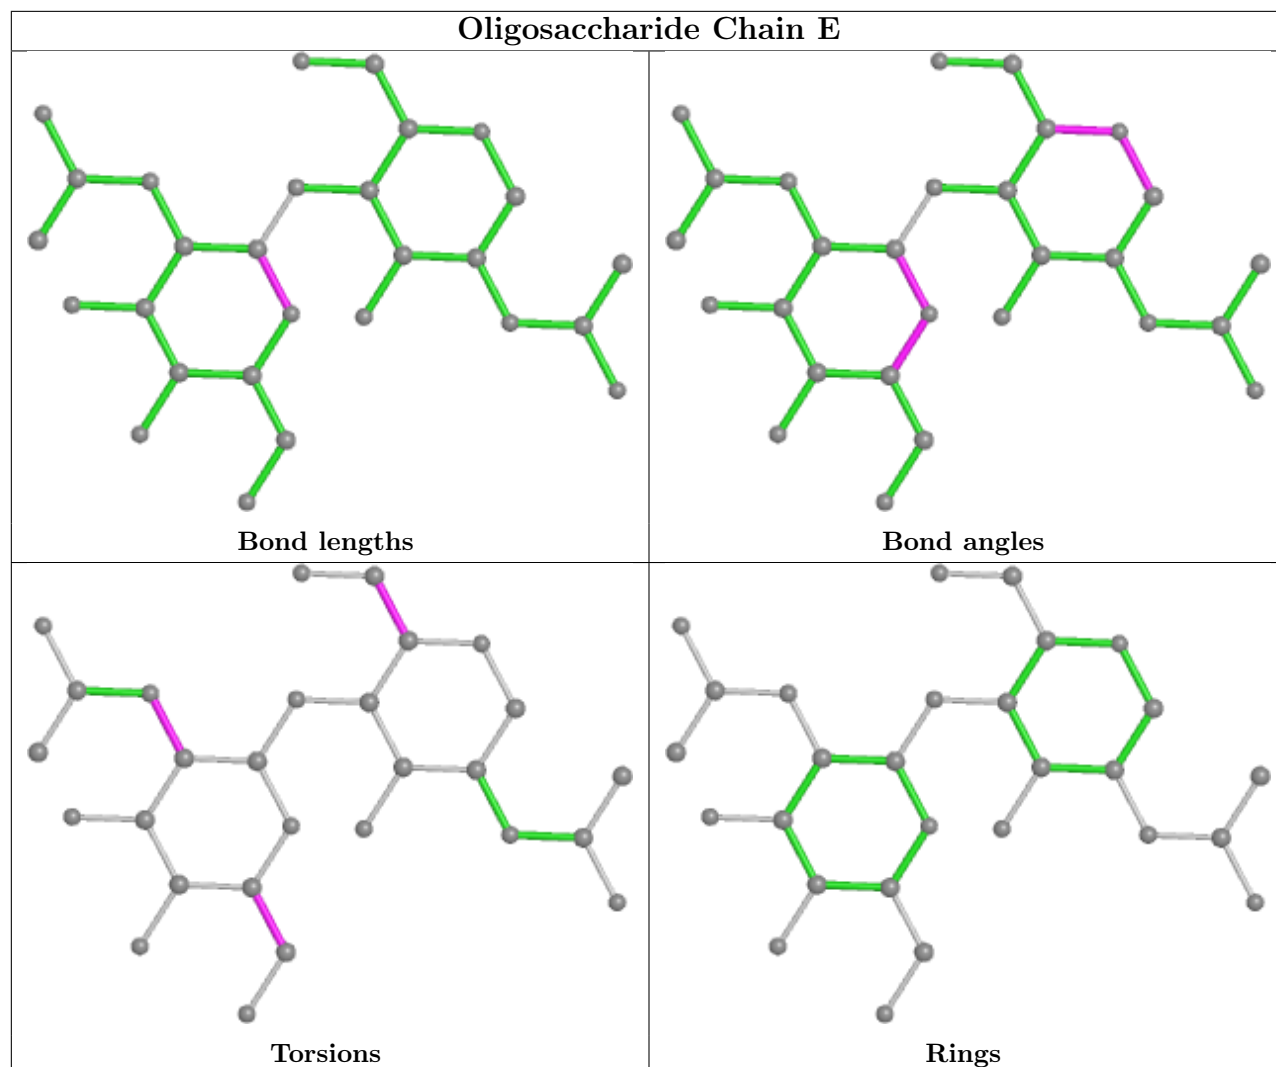 Oligosaccharide Chain E
Bond lengths
Bond angles
Torsions
Rings